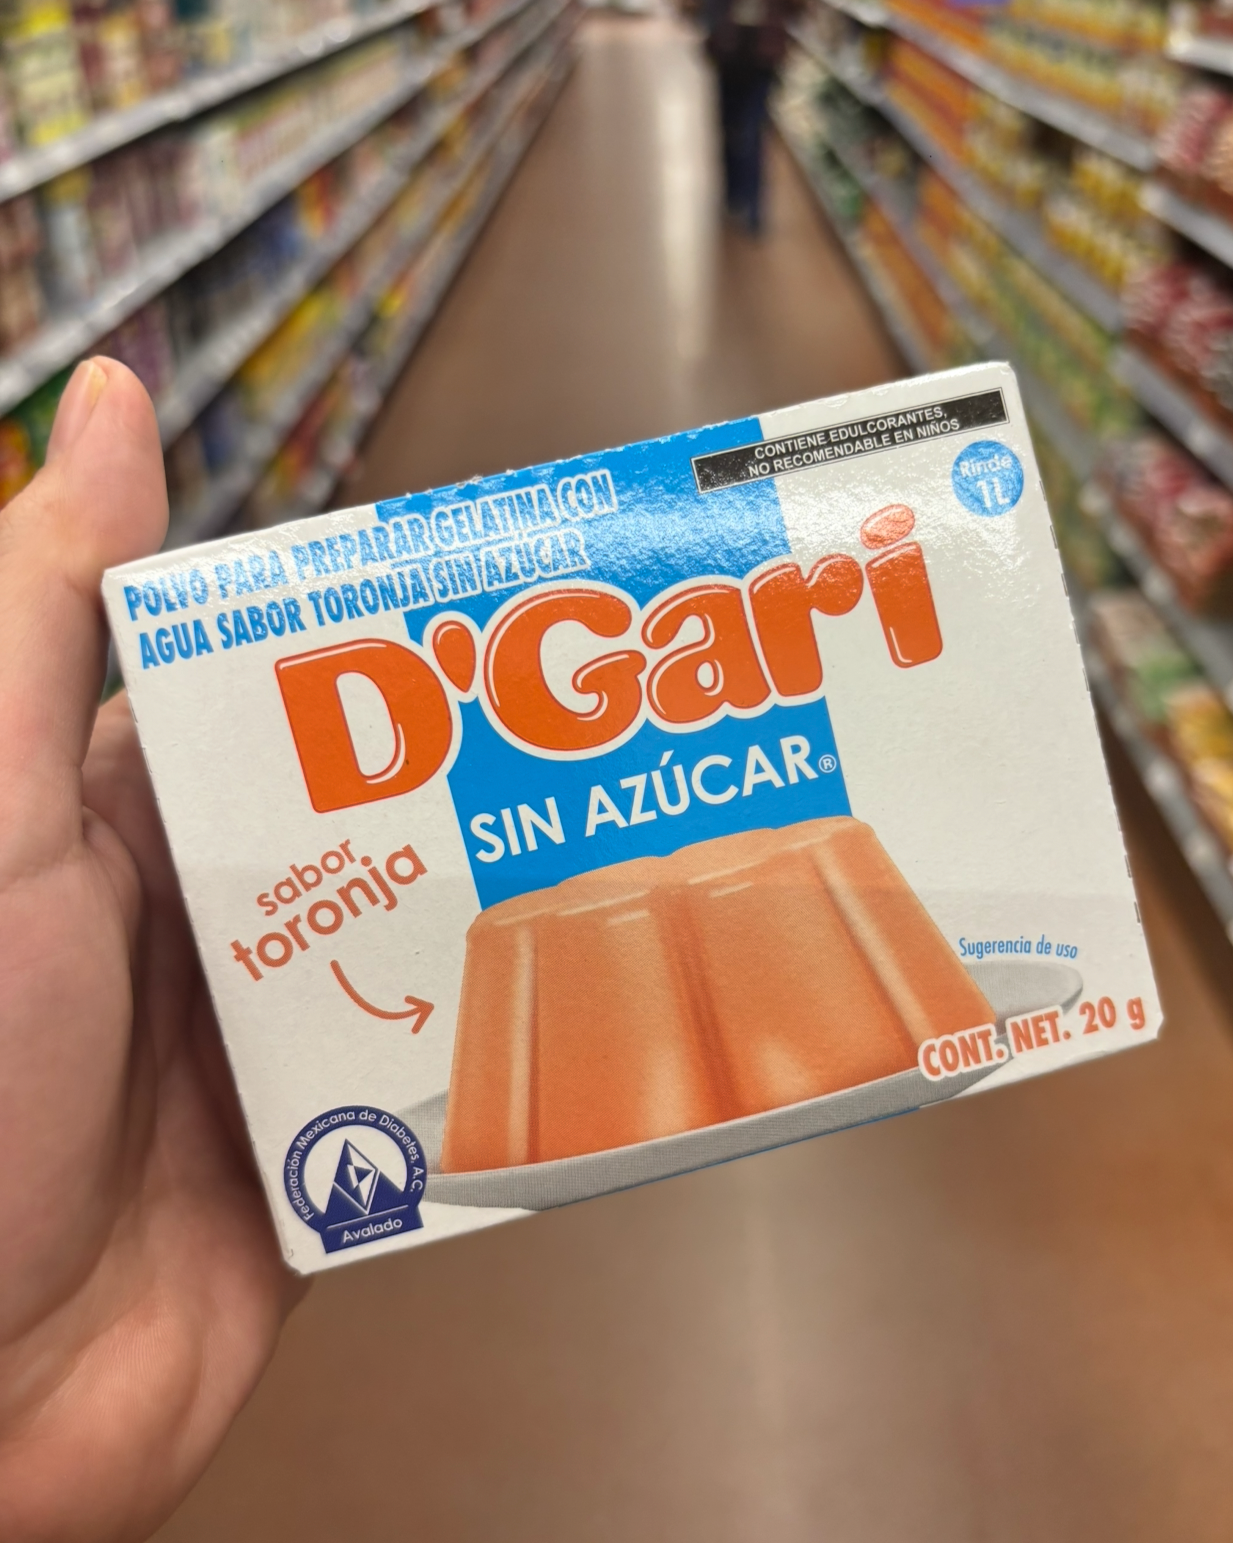 CONTIENE EDULCORANTES,
NO RECOMENDABLE EN NIÑOS
Rinde
1L
POLVO PARA PREPARAR GELATINA CON
AGUA SABOR TORONJA SIN AZÚCAR
D'Gari
SIN AZÚCAR®
sabor
toronja
Sugerencia de uso
CONT. NET. 20 g
Federación Mexicana de Diabetes, A.C.
Avalado